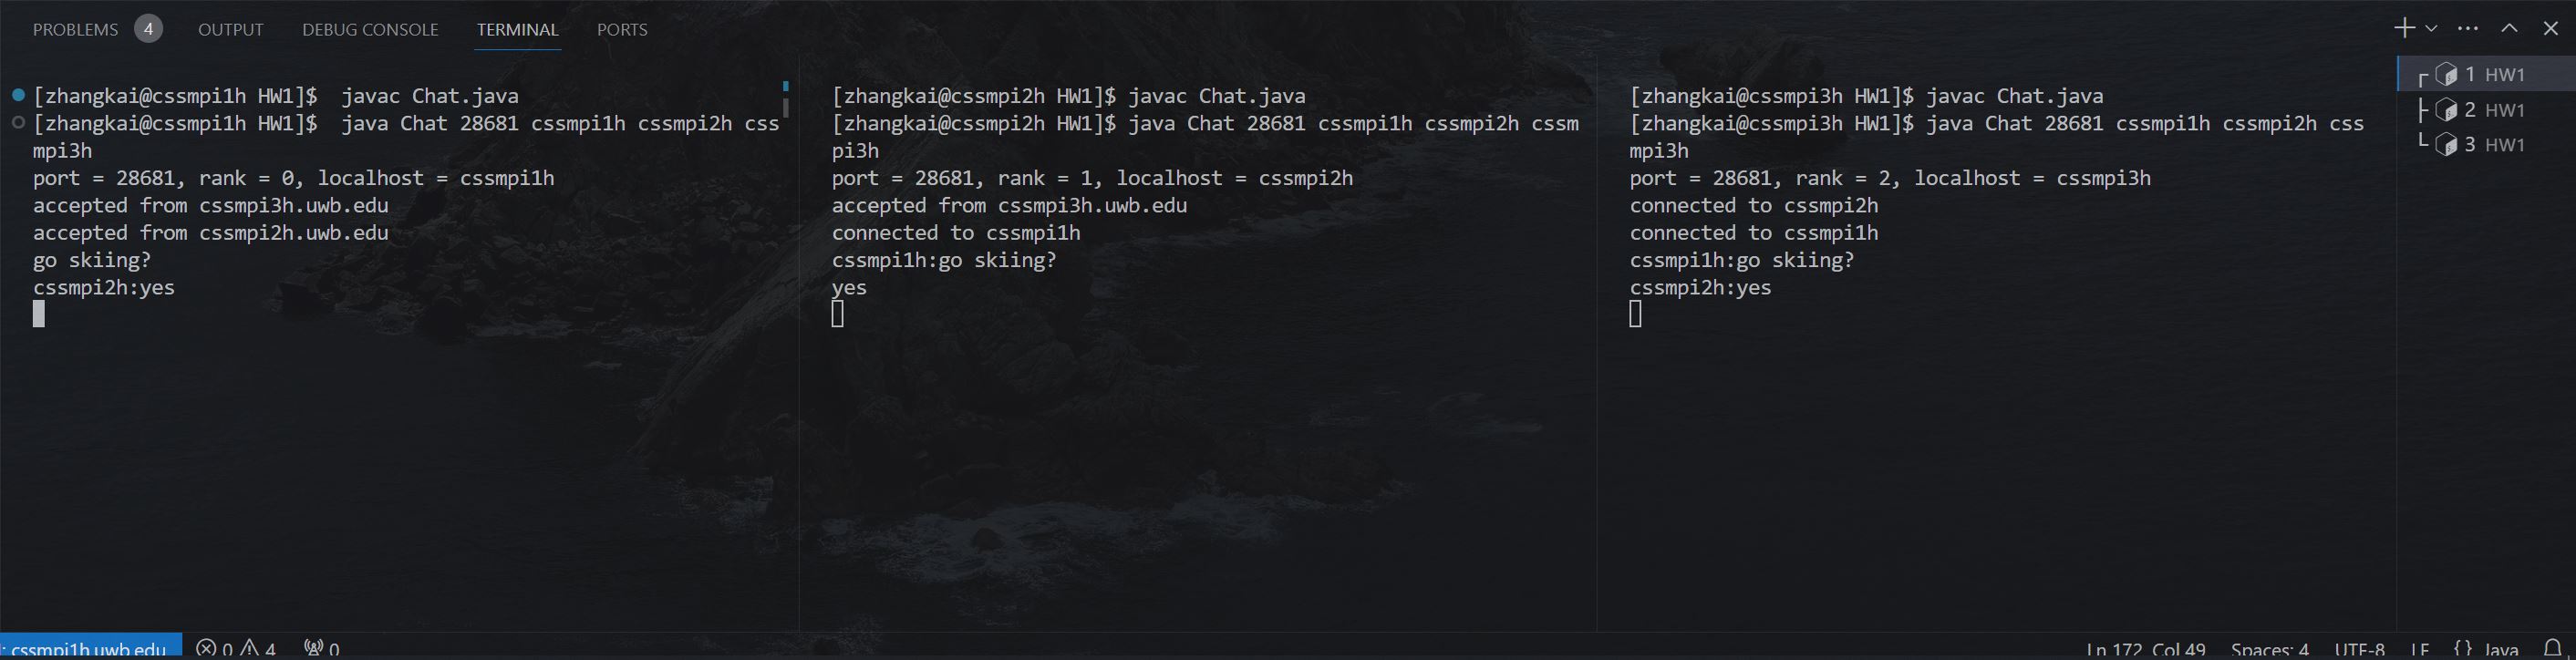 PROBLEMS 4 OUTPUT DEBUG CONSOLE TERMINAL PORTS
[zhangkai@cssmpi1h HW1]$  javac Chat.java
[zhangkai@cssmpi1h HW1]$  java Chat 28681 cssmpi1h cssmpi2h css
mpi3h
port = 28681, rank = 0, localhost = cssmpi1h
accepted from cssmpi3h.uwb.edu
accepted from cssmpi2h.uwb.edu
go skiing?
cssmpi2h:yes
[zhangkai@cssmpi2h HW1]$ javac Chat.java
[zhangkai@cssmpi2h HW1]$ java Chat 28681 cssmpi1h cssmpi2h cssm
pi3h
port = 28681, rank = 1, localhost = cssmpi2h
accepted from cssmpi3h.uwb.edu
connected to cssmpi1h
cssmpi1h:go skiing?
yes
[zhangkai@cssmpi3h HW1]$ javac Chat.java
[zhangkai@cssmpi3h HW1]$ java Chat 28681 cssmpi1h cssmpi2h css
mpi3h
port = 28681, rank = 2, localhost = cssmpi3h
connected to cssmpi2h
connected to cssmpi1h
cssmpi1h:go skiing?
cssmpi2h:yes
1 HW1
2 HW1
3 HW1
: cssmpi1h.uwb.edu 0 4 0 Ln 172, Col 49 Spaces: 4 UTF-8 LF {} Java